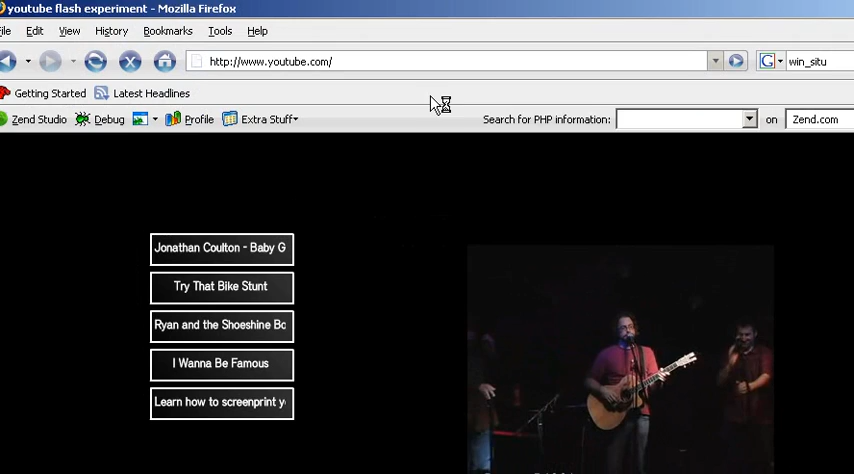 youtube flash experiment - Mozilla Firefox
File Edit View History Bookmarks Tools Help
http://www.youtube.com/ G win_situ
Getting Started Latest Headlines
Zend Studio Debug Profile Extra Stuff Search for PHP information: on Zend.com
Jonathan Coulton - Baby G
Try That Bike Stunt
Ryan and the Shoeshine Bo
I Wanna Be Famous
Learn how to screenprint y